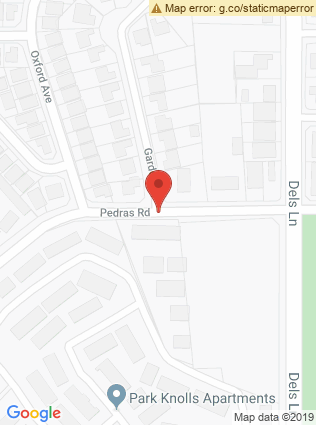 Map error: g.co/staticmaperror
Oxford Ave
Gard
Pedras Rd
Dels Ln
Dels L
Park Knolls Apartments
Google
Map data ©2019